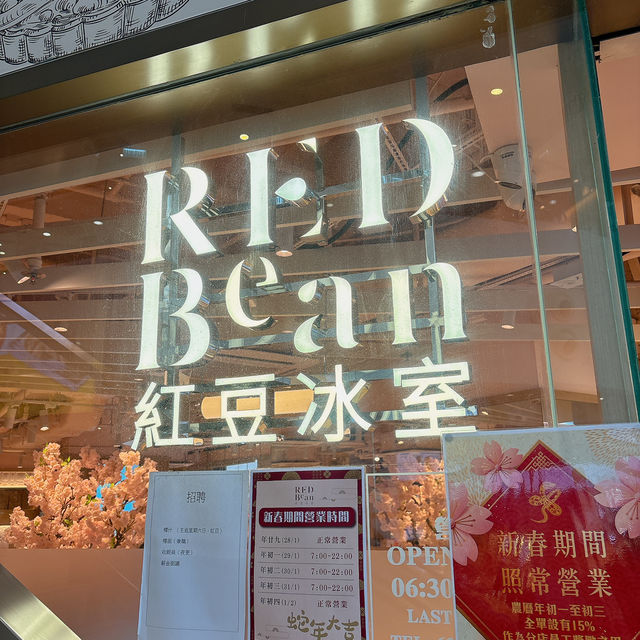 RED
Bean
紅豆冰室
招聘
RED
Bean
新春期間營業時間
年廿九(28/1) 正常營業
年初一(29/1) 7:00-22:00
年初二(30/1) 7:00-22:00
年初三(31/1) 7:00-22:00
年初四(1/2) 正常營業
蛇年大吉
OPEN
06:30
LAST
新春期間
照常營業
農曆年初一至初三
全單設有15%